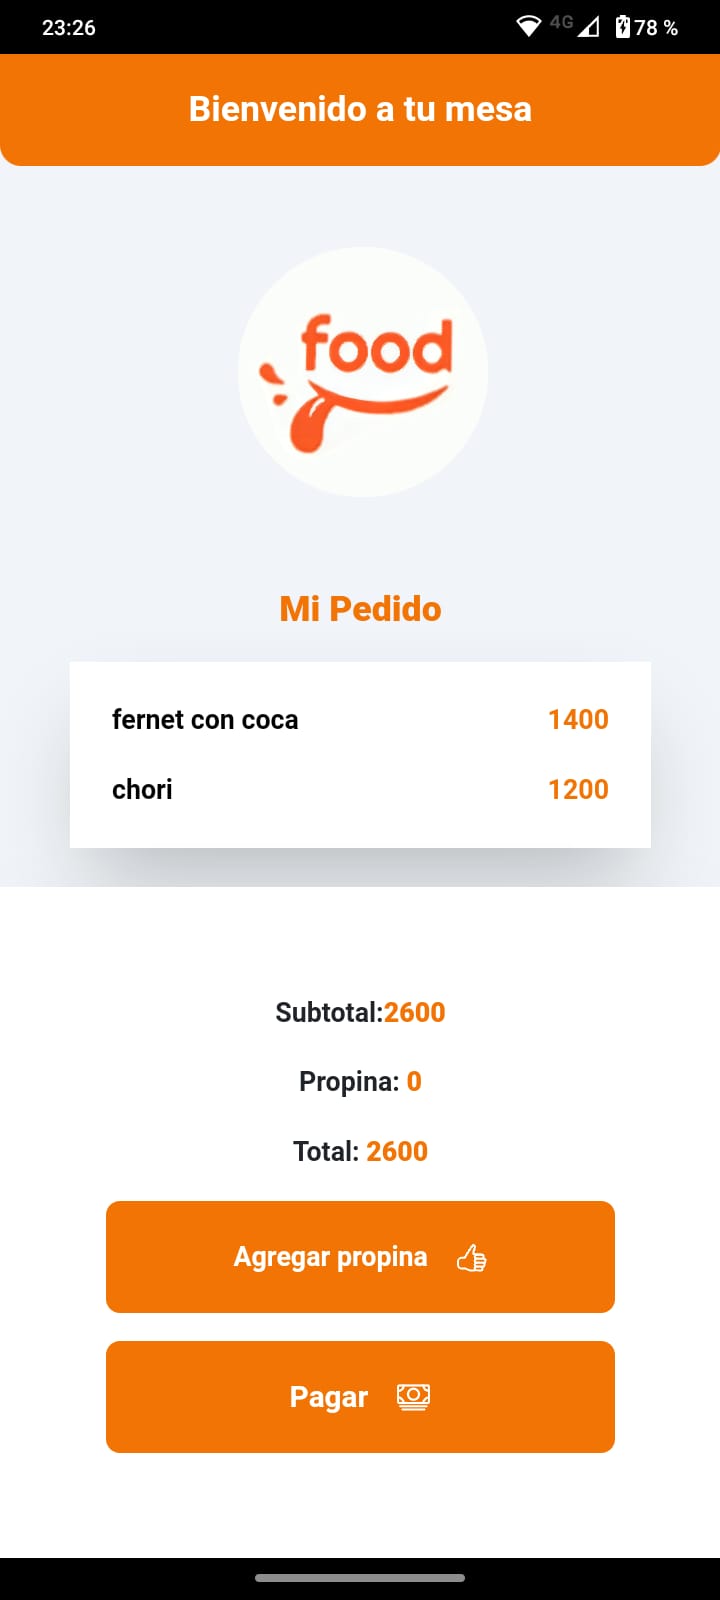 23:26 4G 78 %
Bienvenido a tu mesa
food
Mi Pedido
fernet con coca 1400
chori 1200
Subtotal:2600
Propina: 0
Total: 2600
Agregar propina
Pagar